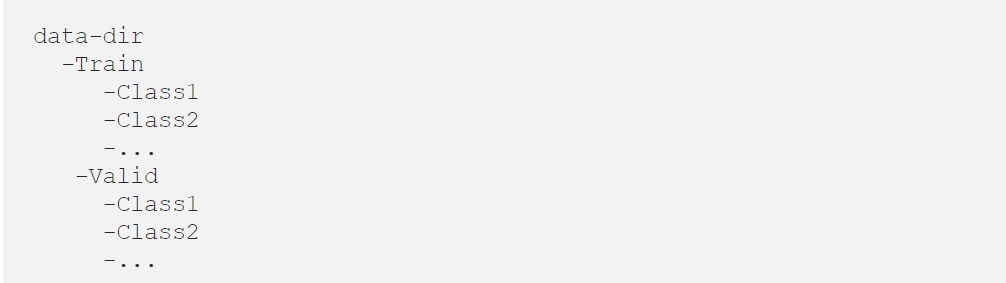 data-dir
  -Train
     -Class1
     -Class2
     -...
   -Valid
     -Class1
     -Class2
     -...